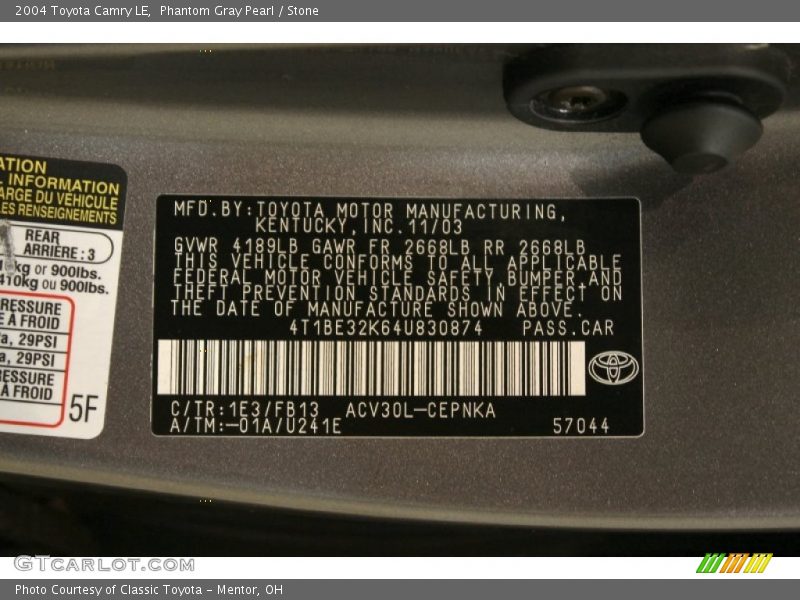 2004 Toyota Camry LE, Phantom Gray Pearl / Stone
ATION
INFORMATION
ARGE DU VÉHICULE
LES RENSEIGNEMENTS
REAR
ARRIÈRE : 3
kg or 900lbs.
410kg ou 900lbs.
RESSURE
À FROID
a, 29PSI
a, 29PSI
RESSURE
À FROID
5F
MFD.BY:TOYOTA MOTOR MANUFACTURING,
KENTUCKY,INC.11/03
GVWR 4189LB GAWR FR 2668LB RR 2668LB
THIS VEHICLE CONFORMS TO ALL APPLICABLE
FEDERAL MOTOR VEHICLE SAFETY,BUMPER,AND
THEFT PREVENTION STANDARDS IN EFFECT ON
THE DATE OF MANUFACTURE SHOWN ABOVE.
4T1BE32K64U830874 PASS.CAR
C/TR:1E3/FB13 ACV30L-CEPNKA
A/TM:-01A/U241E 57044
GTCARLOT.COM
Photo Courtesy of Classic Toyota - Mentor, OH